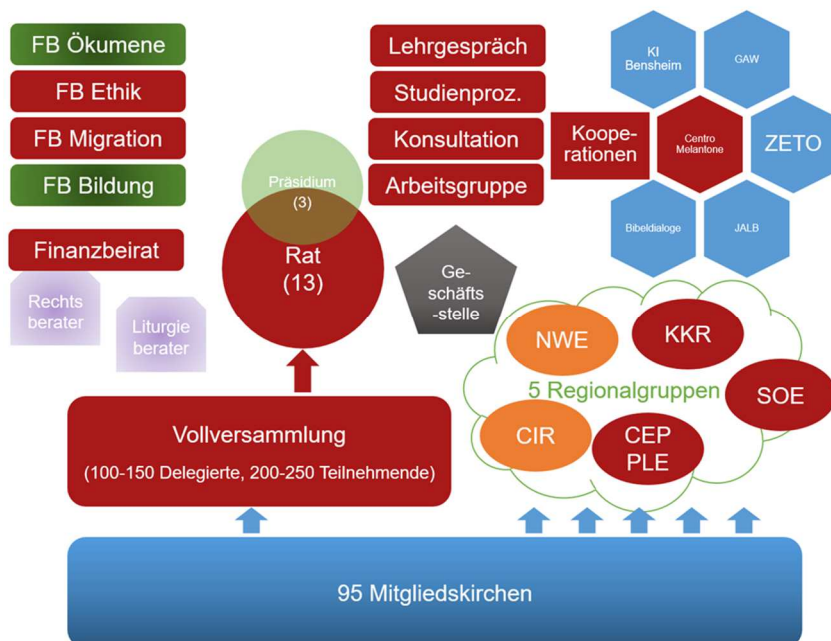 FB Ökumene
FB Ethik
FB Migration
FB Bildung
Finanzbeirat
Rechts
berater
Liturgie
berater
Präsidium
(3)
Rat
(13)
Lehrgespräch
Studienproz.
Konsultation
Arbeitsgruppe
Ge-
schäfts
-stelle
Koope-
rationen
KI
Bensheim
GAW
Centro
Melantone
ZETO
Bibeldialoge
JALB
NWE
KKR
5 Regionalgruppen
SOE
CIR
CEP
PLE
Vollversammlung
(100-150 Delegierte, 200-250 Teilnehmende)
95 Mitgliedskirchen